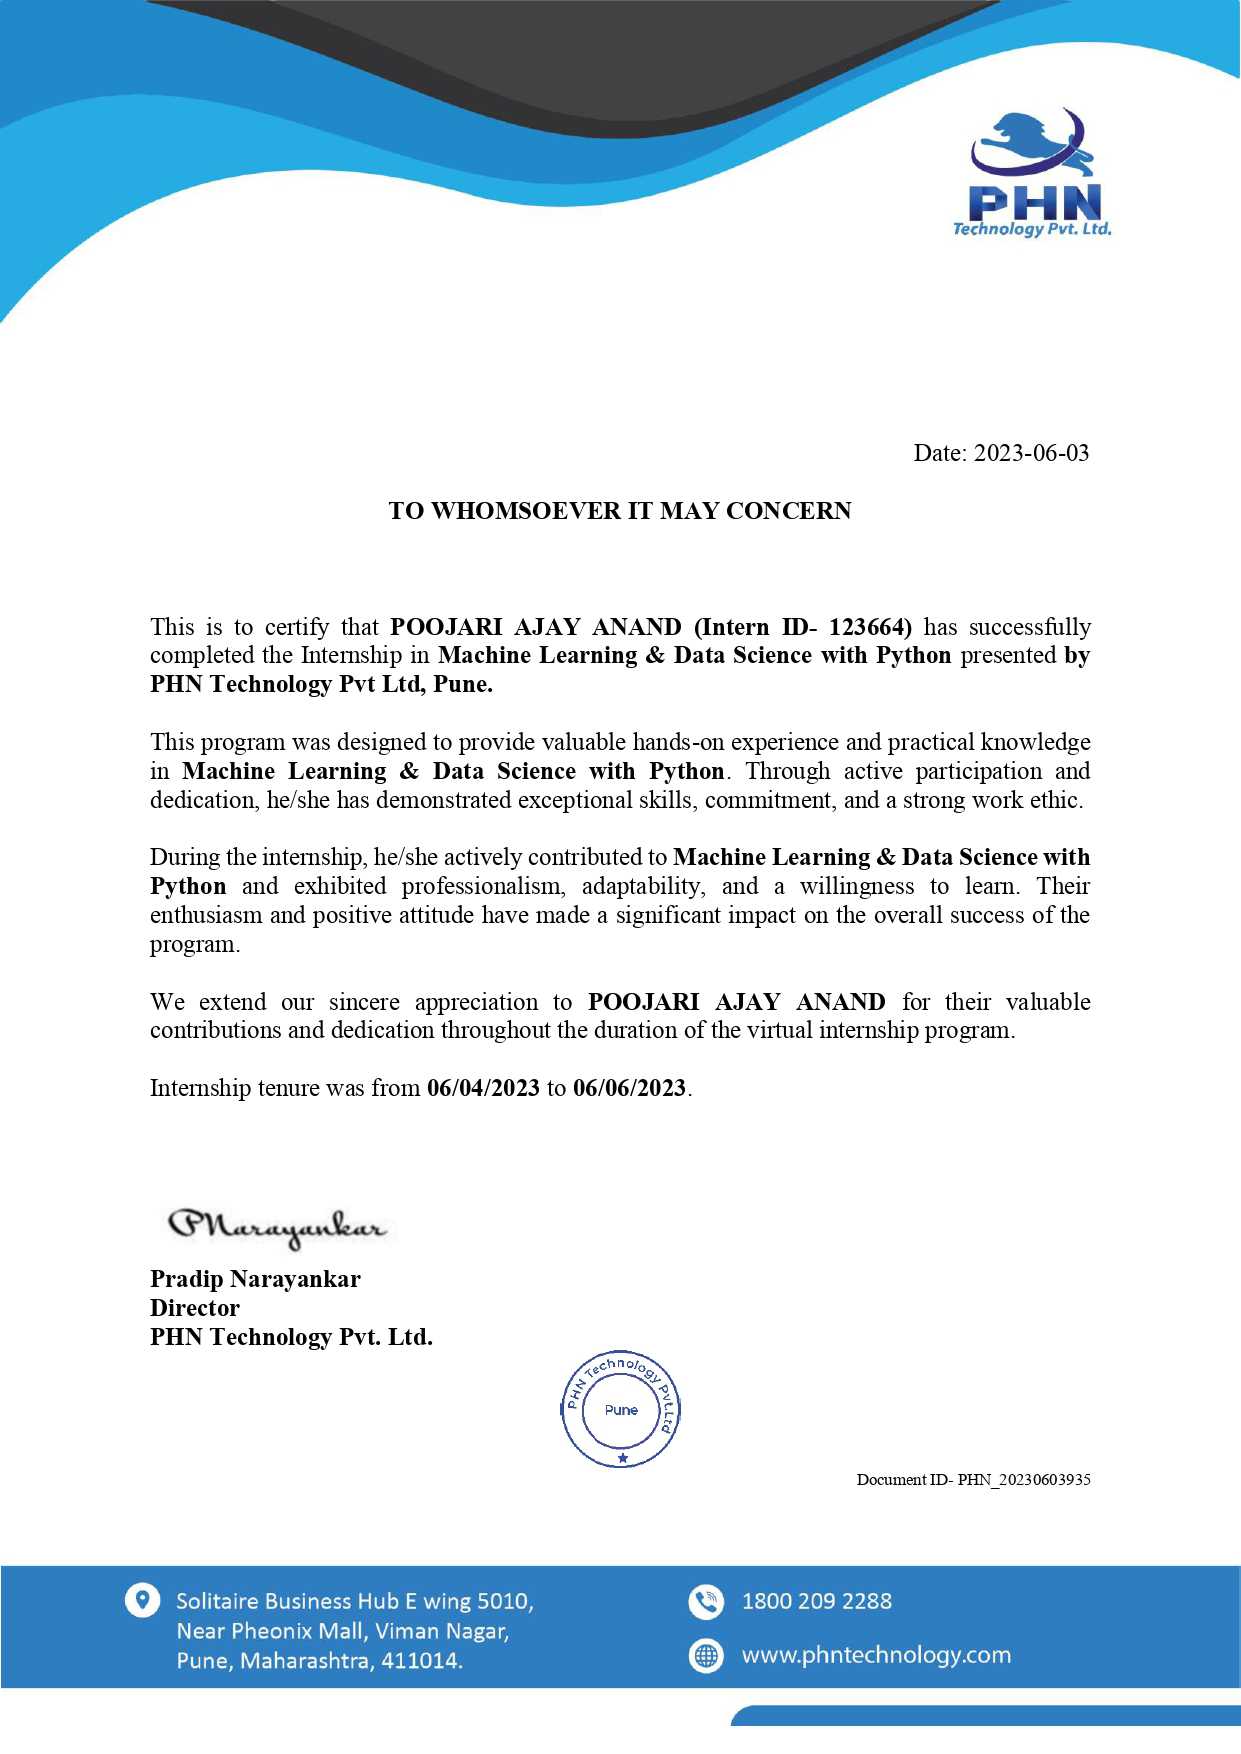 PHN
Technology Pvt. Ltd.
Date: 2023-06-03
TO WHOMSOEVER IT MAY CONCERN
This is to certify that POOJARI AJAY ANAND (Intern ID- 123664) has successfully
completed the Internship in Machine Learning & Data Science with Python presented by
PHN Technology Pvt Ltd, Pune.
This program was designed to provide valuable hands-on experience and practical knowledge
in Machine Learning & Data Science with Python. Through active participation and
dedication, he/she has demonstrated exceptional skills, commitment, and a strong work ethic.
During the internship, he/she actively contributed to Machine Learning & Data Science with
Python and exhibited professionalism, adaptability, and a willingness to learn. Their
enthusiasm and positive attitude have made a significant impact on the overall success of the
program.
We extend our sincere appreciation to POOJARI AJAY ANAND for their valuable
contributions and dedication throughout the duration of the virtual internship program.
Internship tenure was from 06/04/2023 to 06/06/2023.
PNarayankar
Pradip Narayankar
Director
PHN Technology Pvt. Ltd.
PHN Technology Pvt.Ltd
Pune
Document ID- PHN_20230603935
Solitaire Business Hub E wing 5010,
Near Pheonix Mall, Viman Nagar,
Pune, Maharashtra, 411014.
1800 209 2288
www.phntechnology.com